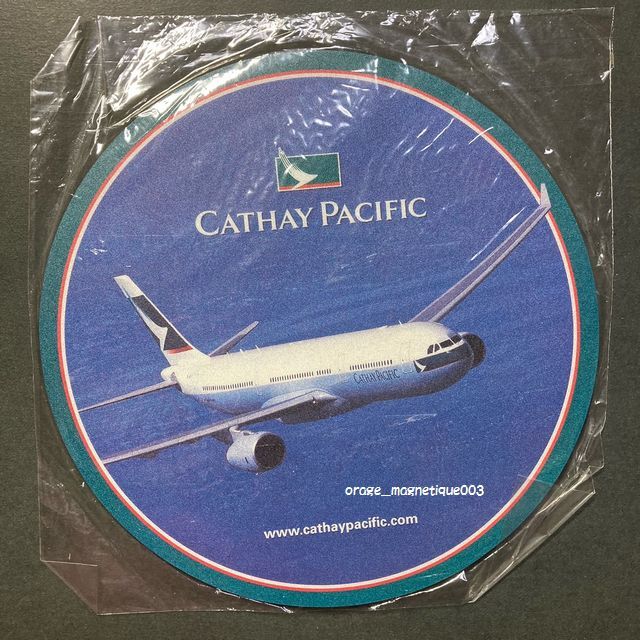 CATHAY PACIFIC
CATHAY PACIFIC
orage_magnetique003
www.cathaypacific.com